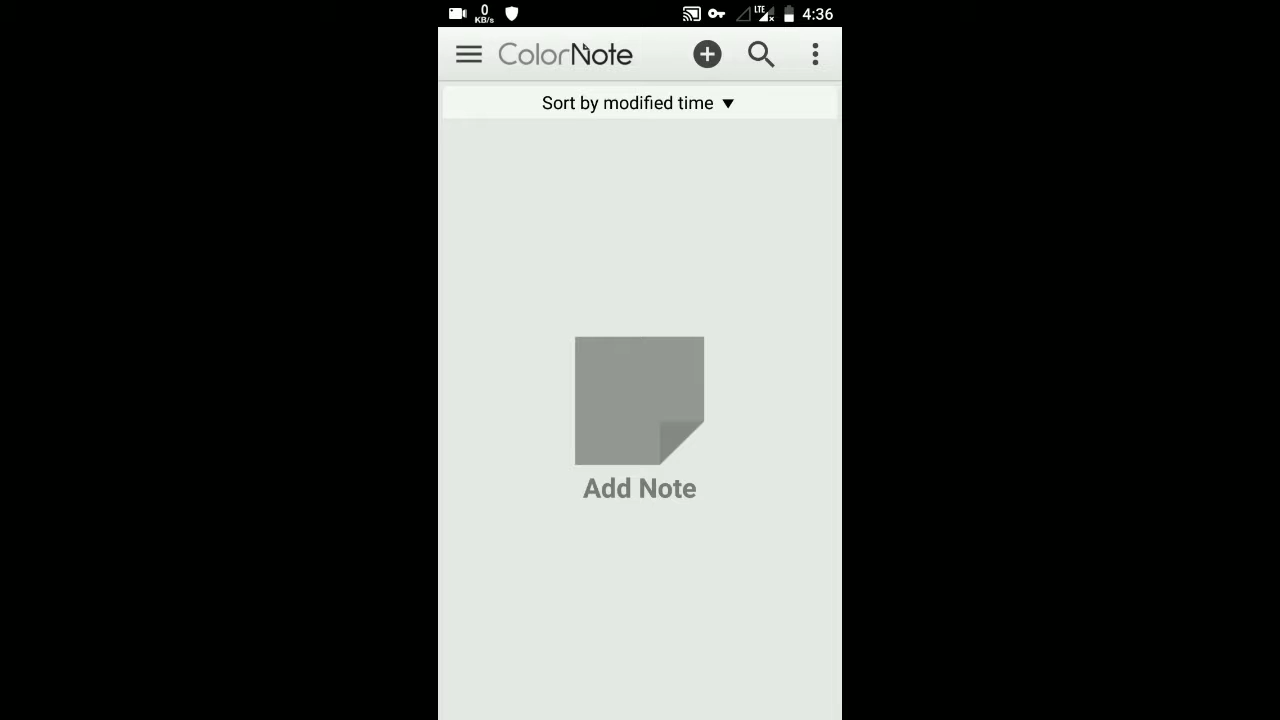 0
KB/s
LTE
4:36
ColorNote
Sort by modified time ▼
Add Note